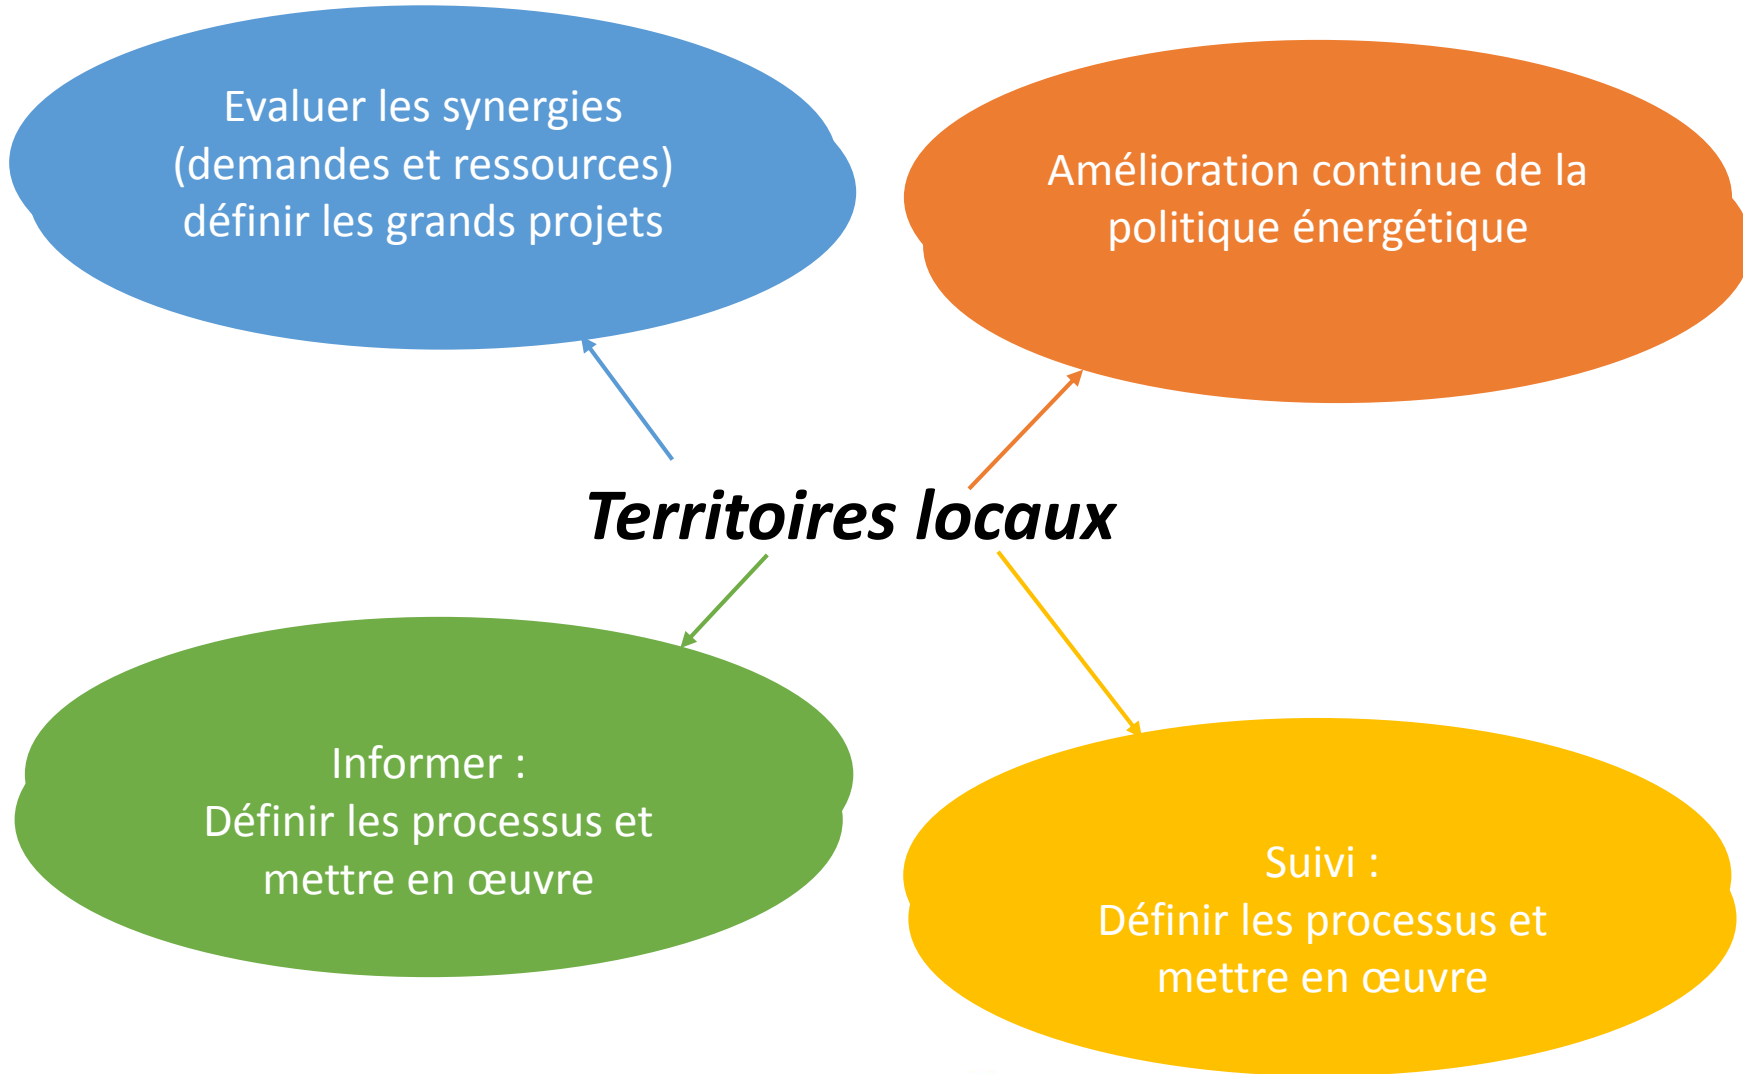 Evaluer les synergies
(demandes et ressources)
définir les grands projets
Amélioration continue de la
politique énergétique
Territoires locaux
Informer :
Définir les processus et
mettre en œuvre
Suivi :
Définir les processus et
mettre en œuvre